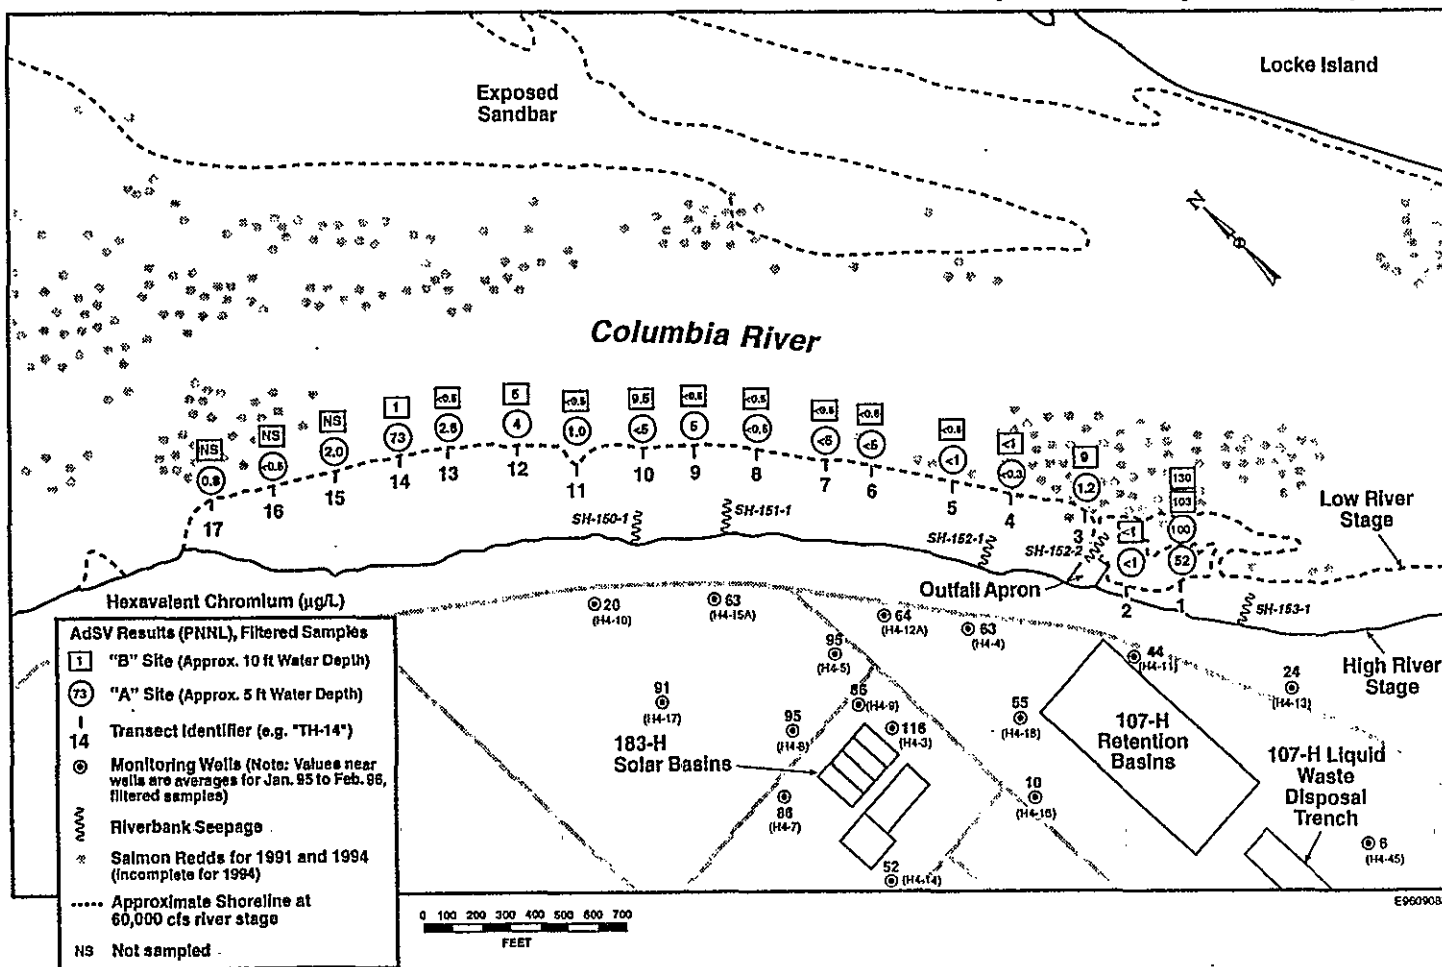 Locke Island
Exposed
Sandbar
N
Columbia River
NS
NS
NS
1
<0.5
5
<0.5
9.5
<0.5
<0.5
<0.5
<0.5
<0.5
<1
9
130
103
0.8
<0.5
2.0
73
2.6
4
1.0
<5
5
<0.5
<5
<5
<1
<0.3
1.2
<1
<1
100
52
17
16
15
14
13
12
11
10
9
8
7
6
5
4
3
2
1
SH-150-1
SH-151-1
SH-152-1
SH-152-2
SH-153-1
Outfall Apron
Low River
Stage
High River
Stage
20
(H4-10)
63
(H4-15A)
64
(H4-12A)
63
(H4-4)
95
(H4-5)
44
(H4-11)
24
(H4-13)
91
(H4-17)
(H4-9)
95
(H4-8)
116
(H4-3)
(H4-18)
10
(H4-16)
86
(H4-7)
52
(H4-14)
6
(H4-45)
183-H
Solar Basins
107-H
Retention
Basins
107-H Liquid
Waste
Disposal
Trench
Hexavalent Chromium (µg/L)
AdSV Results (PNNL), Filtered Samples
1 "B" Site (Approx. 10 ft Water Depth)
73 "A" Site (Approx. 5 ft Water Depth)
14 Transect Identifier (e.g. "TH-14")
Monitoring Wells (Note: Values near
wells are averages for Jan. 95 to Feb. 96,
filtered samples)
Riverbank Seepage
Salmon Redds for 1991 and 1994
(incomplete for 1994)
Approximate Shoreline at
60,000 cfs river stage
NS Not sampled
0 100 200 300 400 500 600 700
FEET
E960908